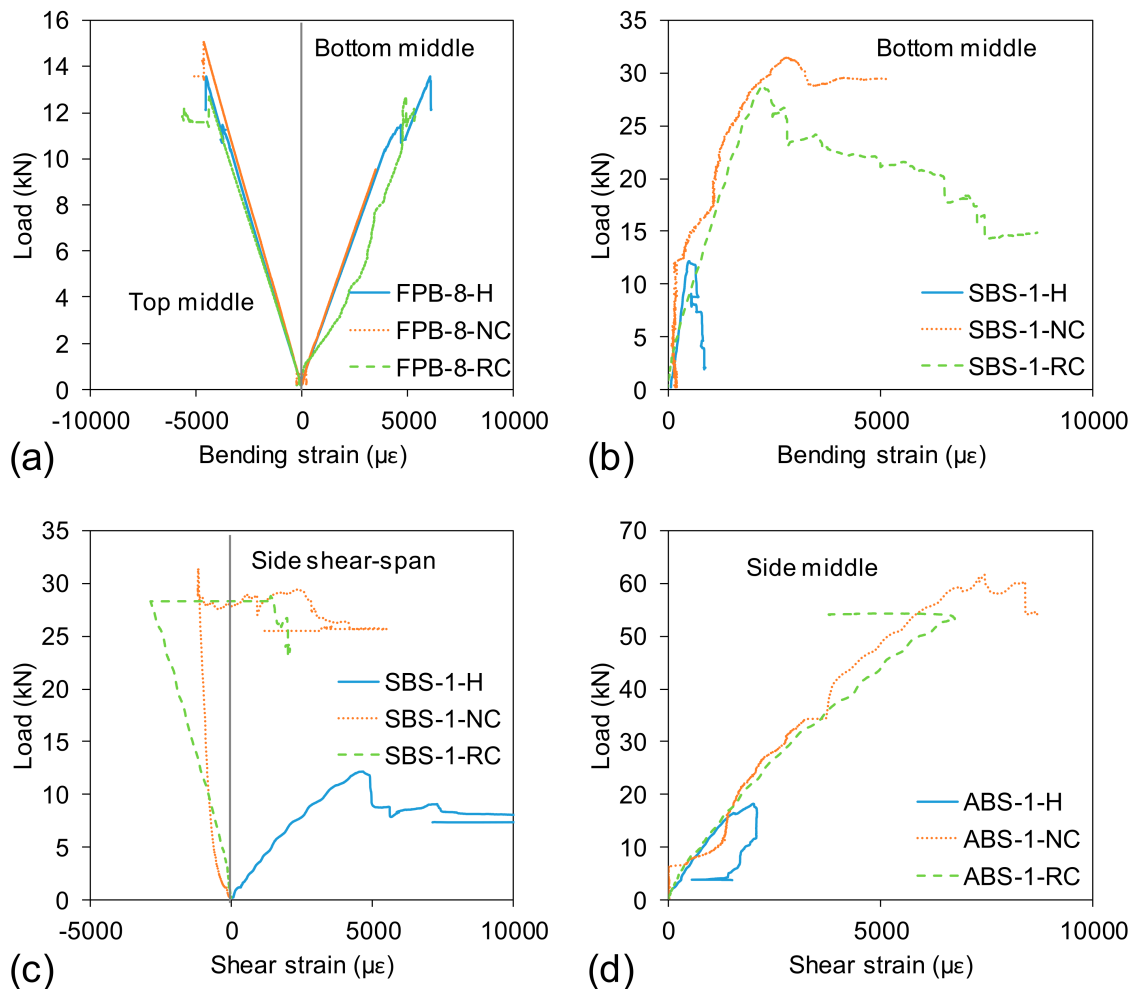 16
14
12
10
8
6
4
2
0
Load (kN)
Bottom middle
Top middle
FPB-8-H
FPB-8-NC
FPB-8-RC
-10000 -5000 0 5000 10000
Bending strain (με)
(a)
35
30
25
20
15
10
5
0
Load (kN)
Bottom middle
SBS-1-H
SBS-1-NC
SBS-1-RC
0 5000 10000
Bending strain (με)
(b)
35
30
25
20
15
10
5
0
Load (kN)
Side shear-span
SBS-1-H
SBS-1-NC
SBS-1-RC
-5000 0 5000 10000
Shear strain (με)
(c)
70
60
50
40
30
20
10
0
Load (kN)
Side middle
ABS-1-H
ABS-1-NC
ABS-1-RC
0 5000 10000
Shear strain (με)
(d)